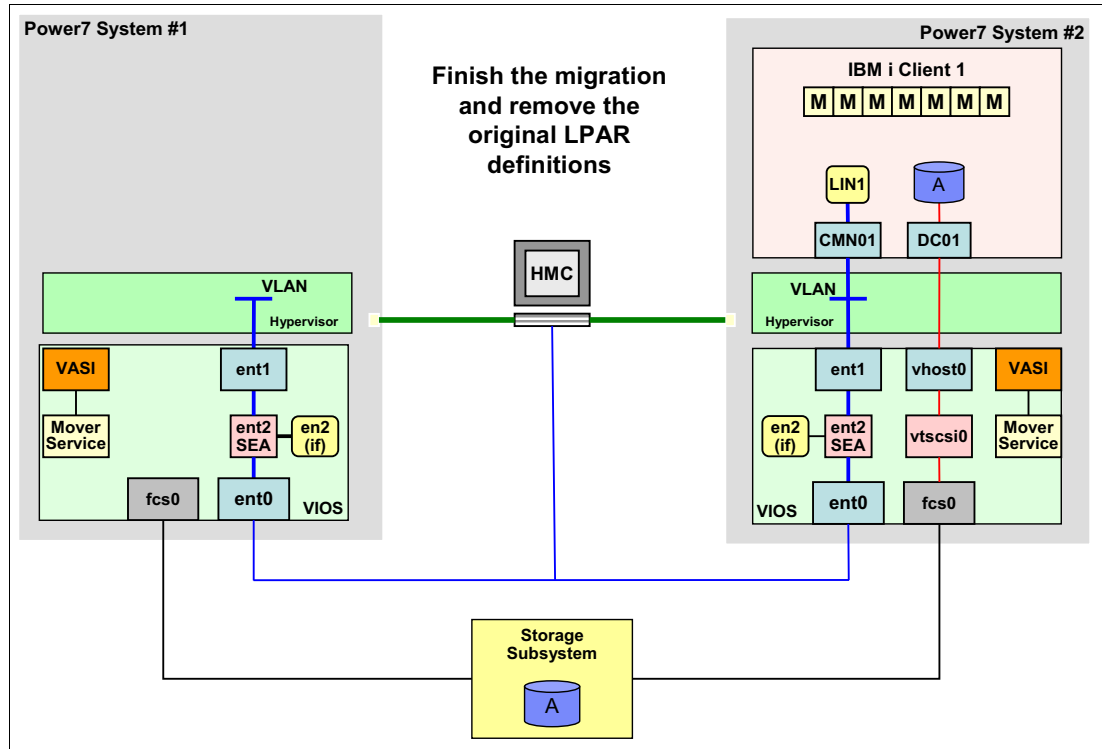 Power7 System #1
Power7 System #2
Finish the migration
and remove the
original LPAR
definitions
IBM i Client 1
M M M M M M M
LIN1
A
CMN01
DC01
HMC
VLAN
Hypervisor
VLAN
Hypervisor
VASI
ent1
Mover
Service
ent2
SEA
en2
(if)
fcs0
ent0
VIOS
ent1
vhost0
VASI
en2
(if)
ent2
SEA
vtscsi0
Mover
Service
VIOS
ent0
fcs0
Storage
Subsystem
A